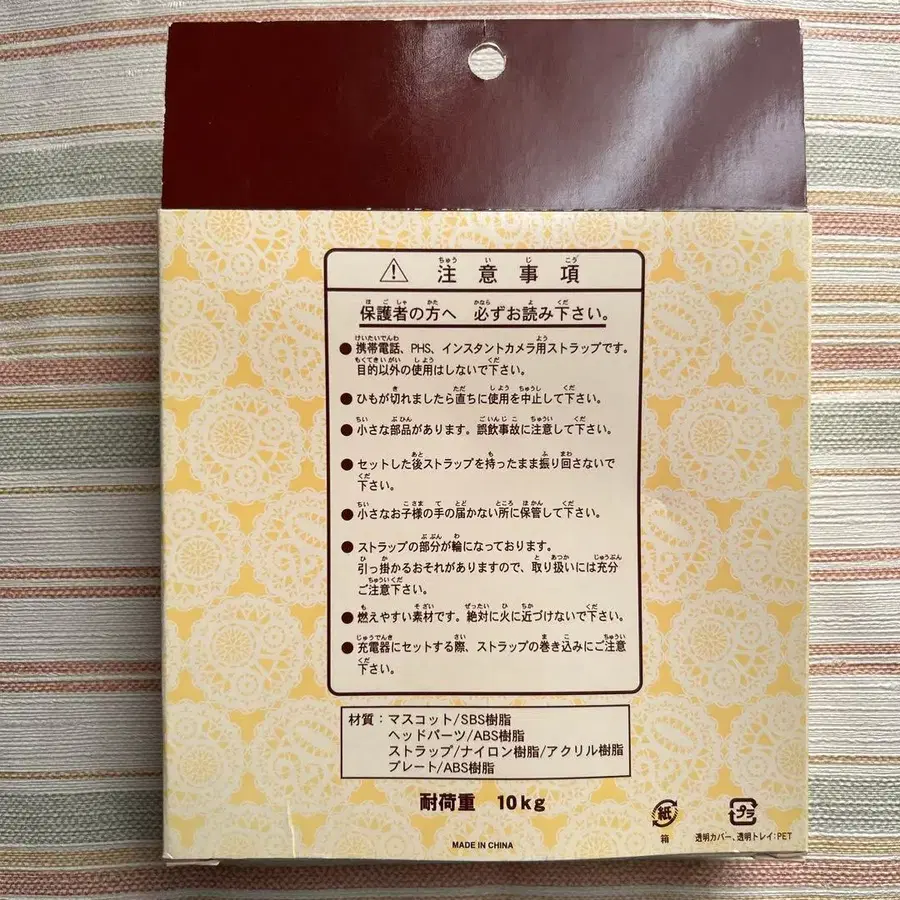 ⚠ 注意事項
保護者の方へ 必ずお読み下さい。
●携帯電話、PHS、インスタントカメラ用ストラップです。
目的以外の使用はしないで下さい。
●ひもが切れましたら直ちに使用を中止して下さい。
●小さな部品があります。誤飲事故に注意して下さい。
●セットした後ストラップを持ったまま振り回さないで
下さい。
●小さなお子様の手の届かない所に保管して下さい。
●ストラップの部分が輪になっております。
引っ掛かるおそれがありますので、取り扱いには充分
ご注意下さい。
●燃えやすい素材です。絶対に火に近づけないで下さい。
●充電器にセットする際、ストラップの巻き込みにご注意
下さい。
材質：マスコット/SBS樹脂
ヘッドパーツ/ABS樹脂
ストラップ/ナイロン樹脂/アクリル樹脂
プレート/ABS樹脂
耐荷重 10kg
紙
箱
プラ
透明カバー、透明トレイ:PET
MADE IN CHINA